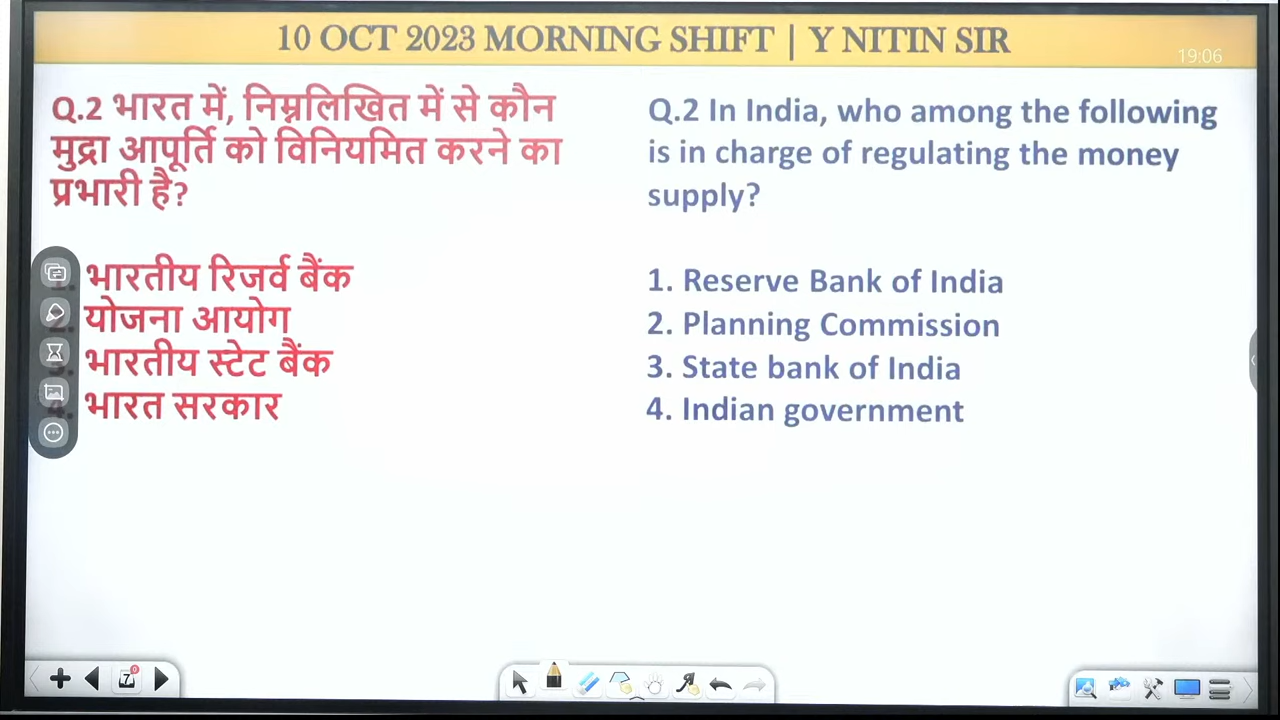 10 OCT 2023 MORNING SHIFT | Y NITIN SIR
19:06
Q.2 भारत में, निम्नलिखित में से कौन
मुद्रा आपूर्ति को विनियमित करने का
प्रभारी है?
भारतीय रिजर्व बैंक
योजना आयोग
भारतीय स्टेट बैंक
भारत सरकार
Q.2 In India, who among the following
is in charge of regulating the money
supply?
1. Reserve Bank of India
2. Planning Commission
3. State bank of India
4. Indian government
7